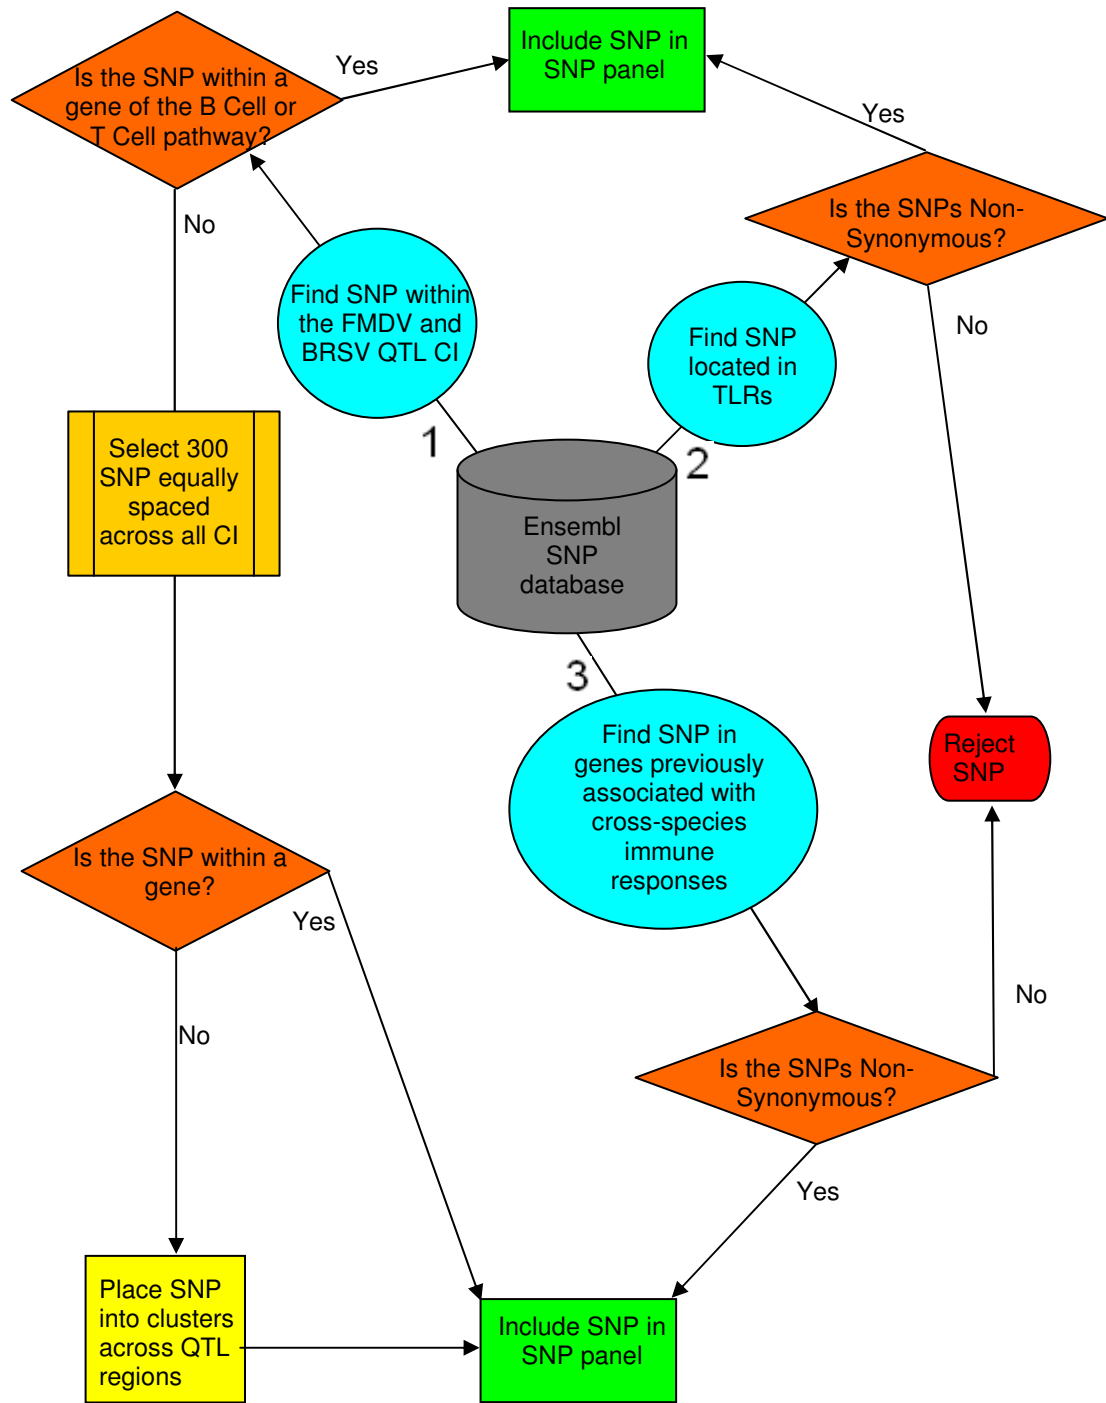 Is the SNP within a
gene of the B Cell or
T Cell pathway?
Yes
Include SNP in
SNP panel
Yes
Is the SNPs Non-
Synonymous?
No
No
Find SNP within
the FMDV and
BRSV QTL CI
Find SNP
located in
TLRs
1
2
Select 300
SNP equally
spaced
across all CI
Ensembl
SNP
database
3
Find SNP in
genes previously
associated with
cross-species
immune
responses
Reject
SNP
Is the SNP within a
gene?
Yes
No
No
Is the SNPs Non-
Synonymous?
Yes
Place SNP
into clusters
across QTL
regions
Include SNP in
SNP panel